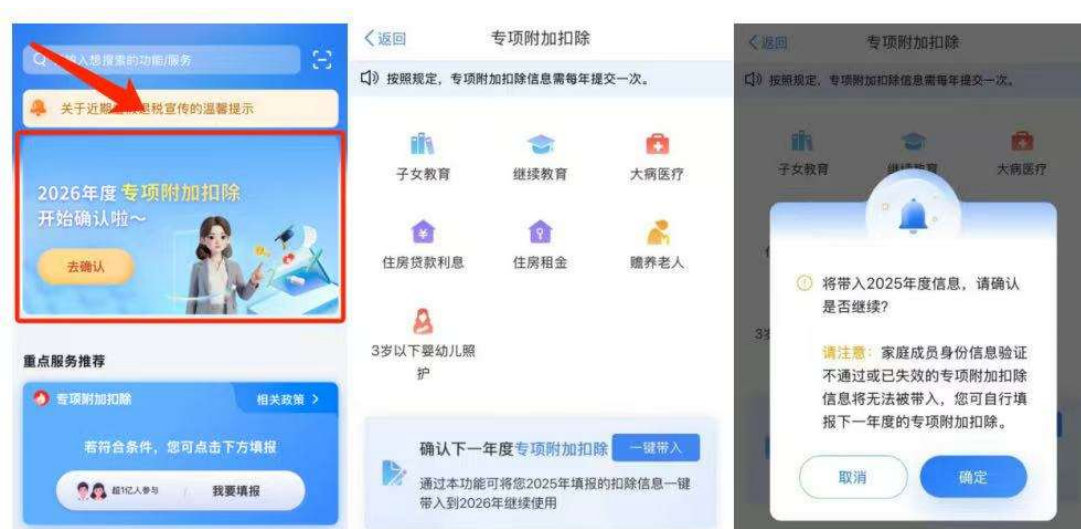 入想搜索的功能/服务
关于近期
退税宣传的温馨提示
2026年度 专项附加扣除
开始确认啦～
去确认
重点服务推荐
专项附加扣除
相关政策 >
若符合条件，您可点击下方填报
超1亿人参与
我要填报
返回
专项附加扣除
按照规定，专项附加扣除信息需每年提交一次。
子女教育
继续教育
大病医疗
住房贷款利息
住房租金
赡养老人
3岁以下婴幼儿照
护
确认下一年度专项附加扣除
一键带入
通过本功能可将您2025年填报的扣除信息一键
带入到2026年继续使用
返回
专项附加扣除
按照规定，专项附加扣除信息需每年提交一次。
子女教育
继续教育
大病医疗
将带入2025年度信息，请确认
是否继续?
请注意：家庭成员身份信息验证
不通过或已失效的专项附加扣除
信息将无法被带入，您可自行填
报下一年度的专项附加扣除。
取消
确定